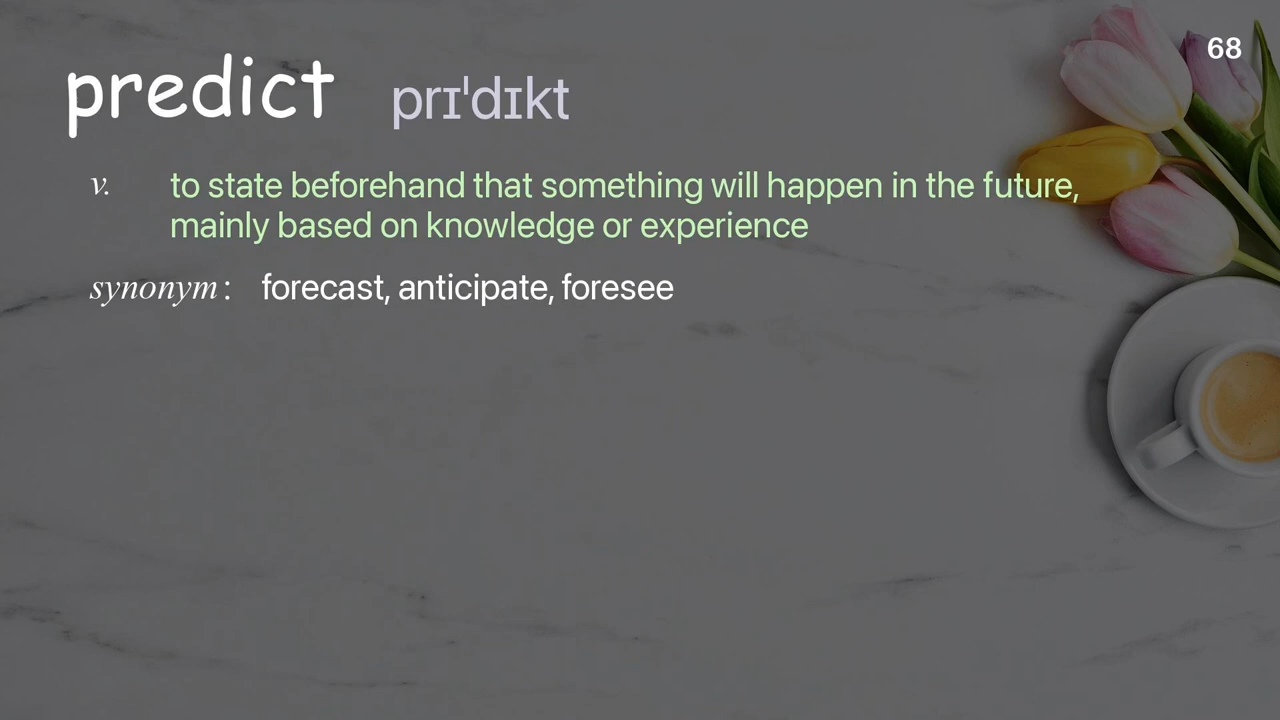 68
predict prɪˈdɪkt
v. to state beforehand that something will happen in the future,
mainly based on knowledge or experience
synonym : forecast, anticipate, foresee